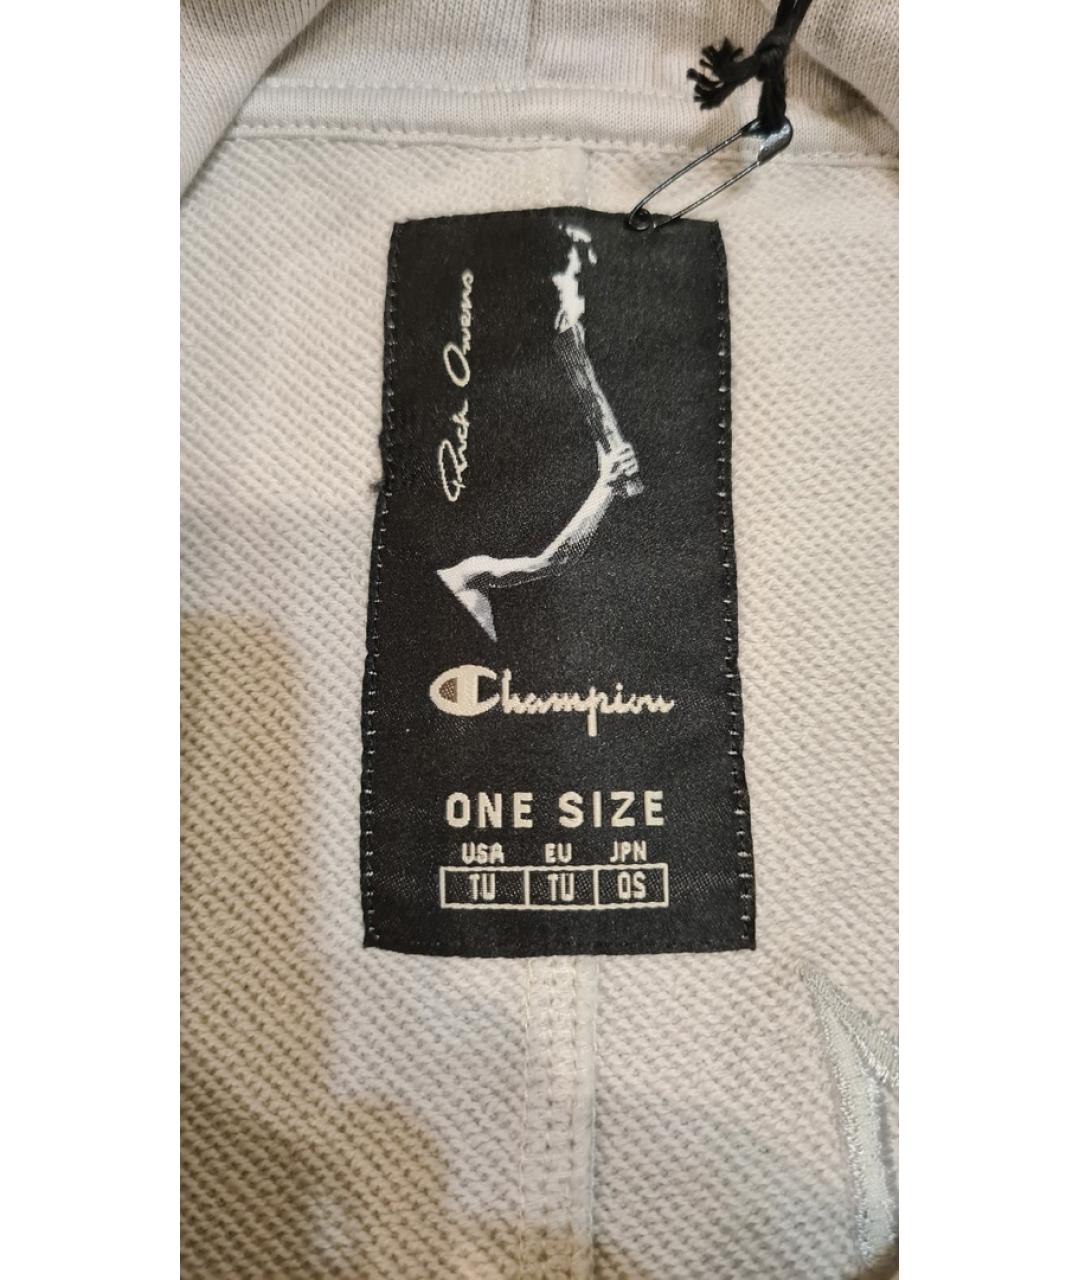 Rick Owens
Champion
ONE SIZE
USA EU JPN
TU TU OS